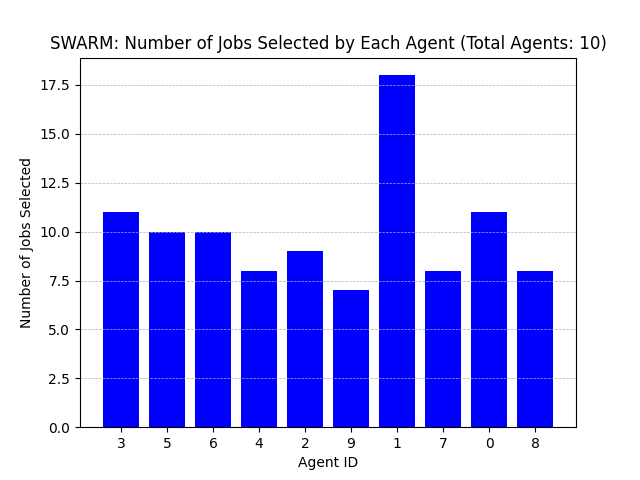 SWARM: Number of Jobs Selected by Each Agent (Total Agents: 10)
17.5
15.0
12.5
10.0
7.5
5.0
2.5
0.0
Number of Jobs Selected
3 5 6 4 2 9 1 7 0 8
Agent ID